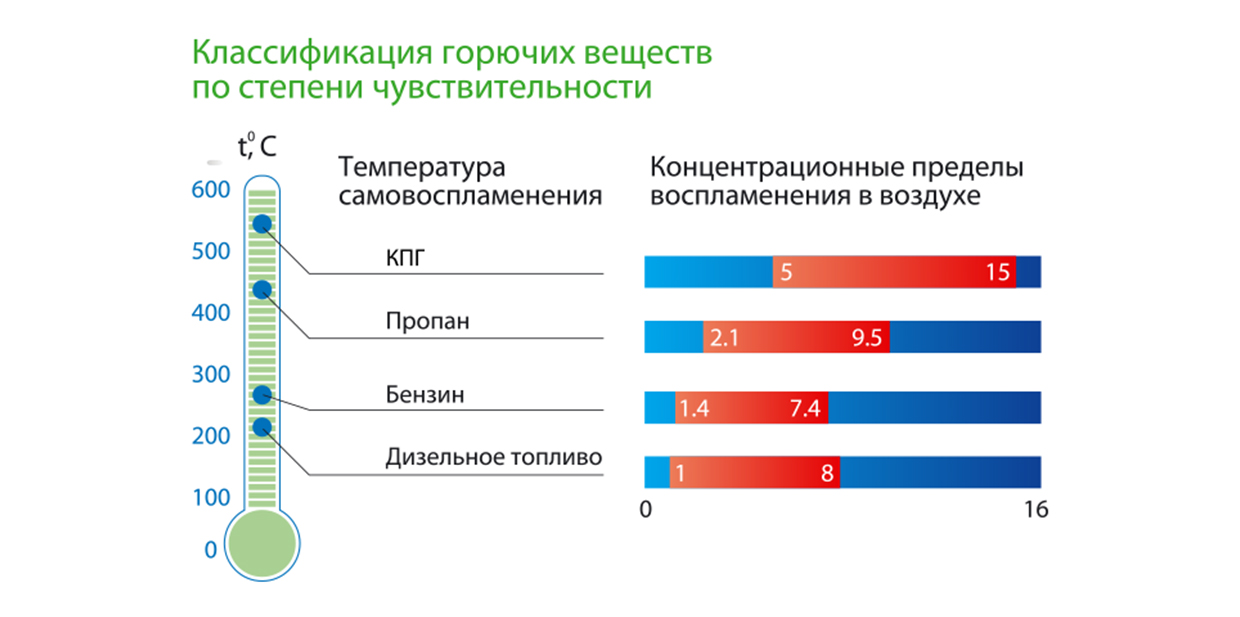 Классификация горючих веществ
по степени чувствительности
t⁰, C
Температура
самовоспламенения
Концентрационные пределы
воспламенения в воздухе
600
500
400
300
200
100
0
КПГ
5 15
Пропан
2.1 9.5
Бензин
1.4 7.4
Дизельное топливо
1 8
0 16